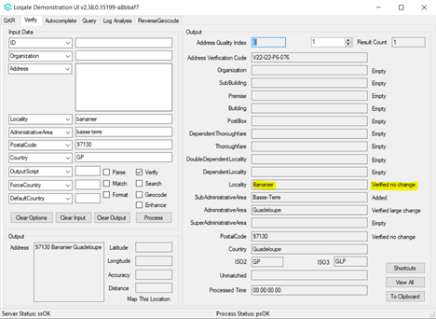 Loqate Demonstration UI v2.38.0.15199-a8bbaf7
GKR Verify Autocomplete Query Log Analysis ReverseGeocode
Input Data
ID
Organization
Address
Locality bananier
AdministrativeArea basse terre
PostalCode 97130
Country GP
OutputScript Parse Verify
ForceCountry Match Search
DefaultCountry Format Geocode
Enhance
Clear Options Clear Input Clear Output Process
Output
Address 97130 Bananier Guadeloupe Latitude
Longitude
Accuracy
Distance
Map This Location
Output
Address Quality Index 1 Result Count 1
Address Verification Code V22-I22-P6-076
Organization Empty
SubBuilding Empty
Premise Empty
Building Empty
PostBox Empty
DependentThoroughfare Empty
Thoroughfare Empty
DoubleDependentLocality Empty
DependentLocality Empty
Locality Bananier Verified no change
SubAdministrativeArea Basse-Terre Added
AdministrativeArea Guadeloupe Verified large change
SuperAdministrativeArea Empty
PostalCode 97130 Verified no change
Country Guadeloupe
ISO2 GP ISO3 GLP
Unmatched
Processed Time 00:00:00.00
Shortcuts
View All
To Clipboard
Server Status: ssOK Process Status: psOK